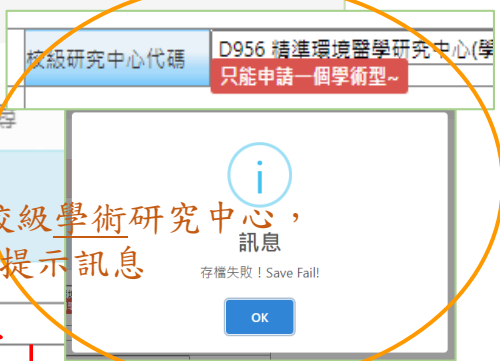 校級研究中心代碼
D956 精準環境醫學研究中心(學
只能申請一個學術型~
尋
校級學術研究中心，
提示訊息
訊息
存檔失敗！Save Fail!
OK